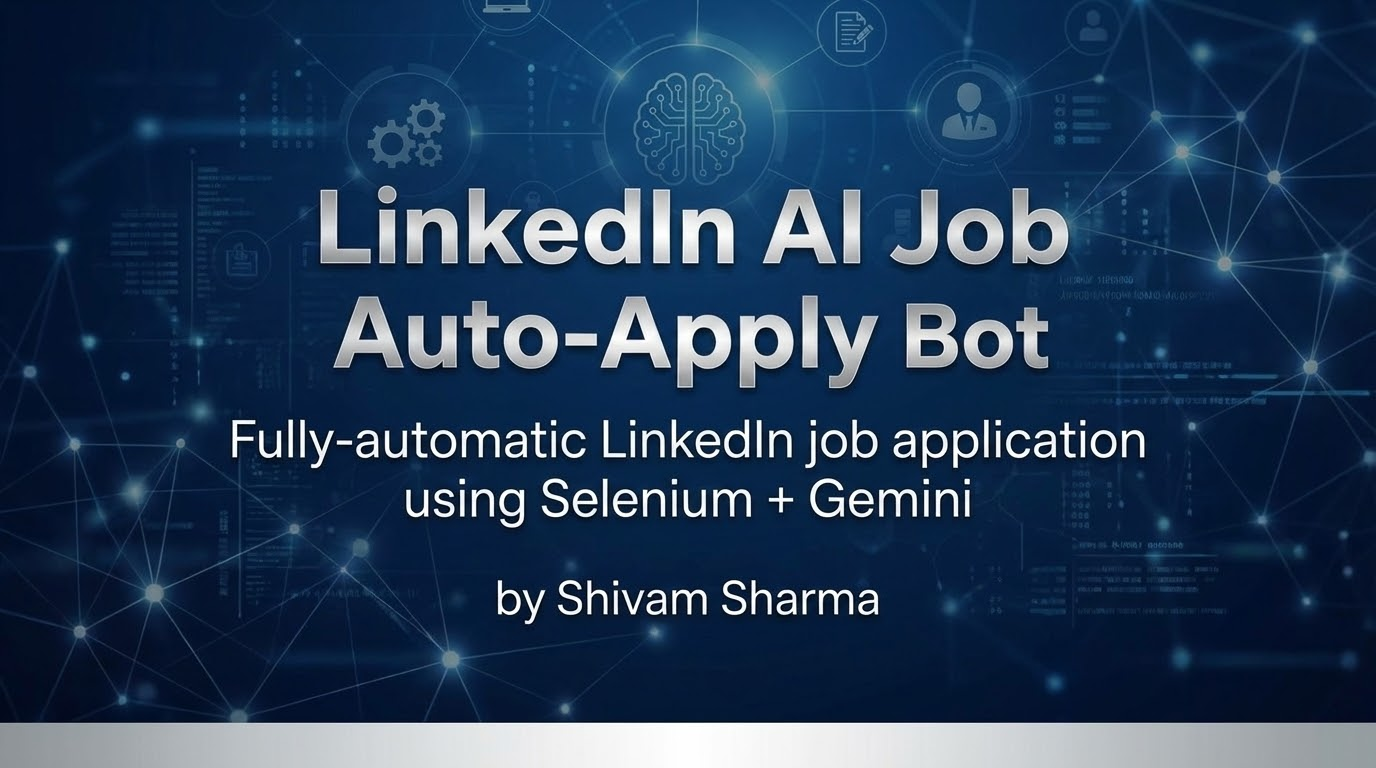 LinkedIn AI Job
Auto-Apply Bot
Fully-automatic LinkedIn job application
using Selenium + Gemini
by Shivam Sharma